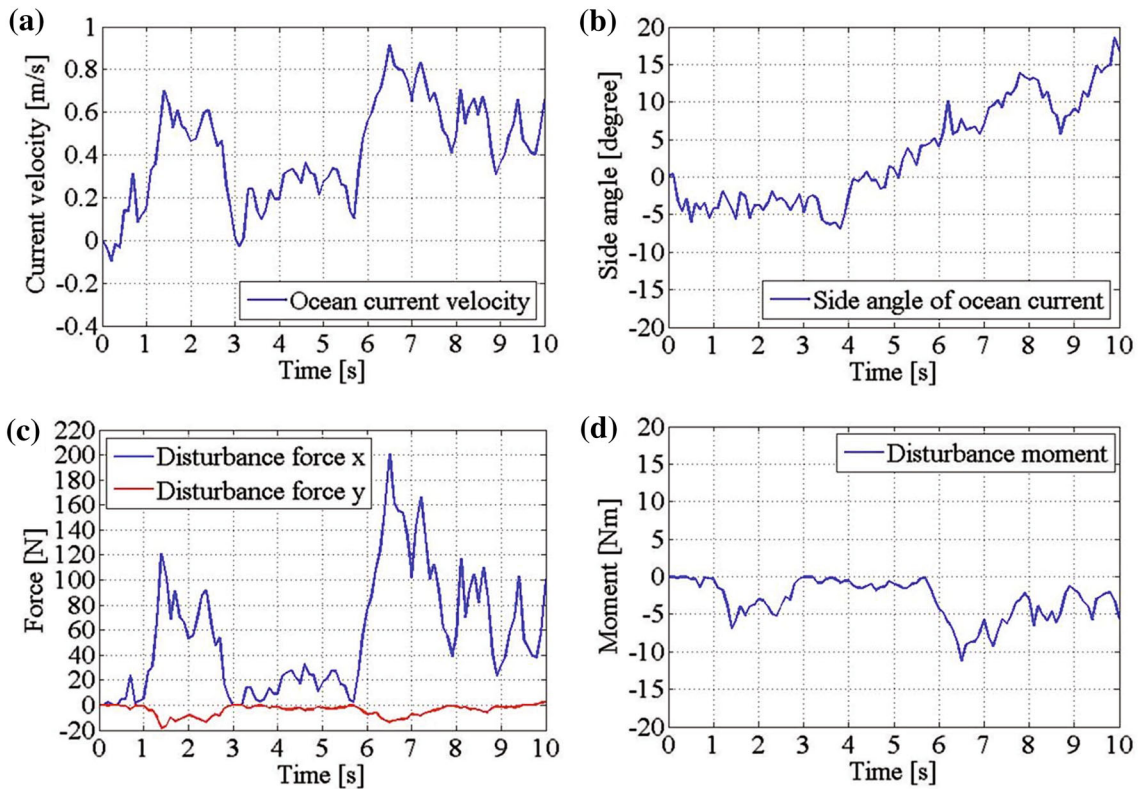 (a)
1
0.8
0.6
0.4
0.2
0
-0.2
-0.4
Current velocity [m/s]
Ocean current velocity
0 1 2 3 4 5 6 7 8 9 10
Time [s]
(b)
20
15
10
5
0
-5
-10
-15
-20
Side angle [degree]
Side angle of ocean current
0 1 2 3 4 5 6 7 8 9 10
Time [s]
(c)
220
200
180
160
140
120
100
80
60
40
20
0
-20
Force [N]
Disturbance force x
Disturbance force y
0 1 2 3 4 5 6 7 8 9 10
Time [s]
(d)
20
15
10
5
0
-5
-10
-15
-20
Moment [Nm]
Disturbance moment
0 1 2 3 4 5 6 7 8 9 10
Time [s]